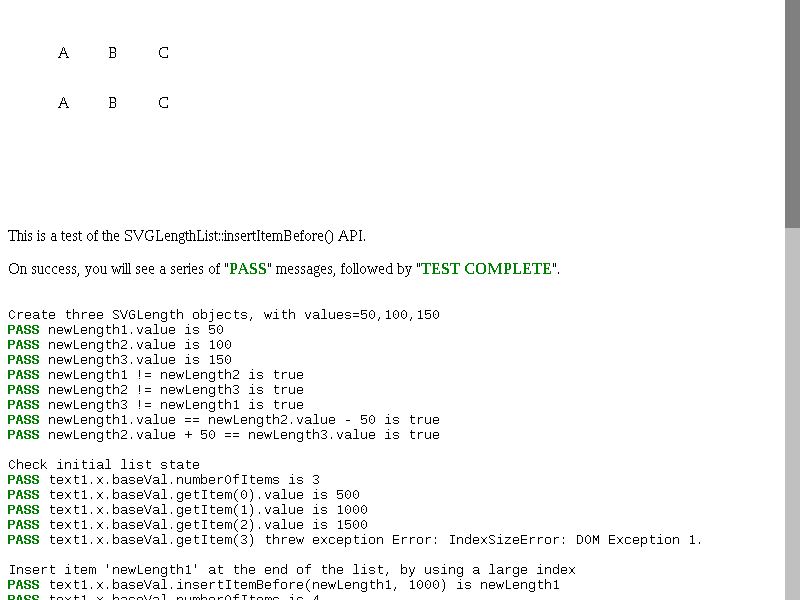 A B C
A B C
This is a test of the SVGLengthList::insertItemBefore() API.
On success, you will see a series of "PASS" messages, followed by "TEST COMPLETE".
Create three SVGLength objects, with values=50,100,150
PASS newLength1.value is 50
PASS newLength2.value is 100
PASS newLength3.value is 150
PASS newLength1 != newLength2 is true
PASS newLength2 != newLength3 is true
PASS newLength3 != newLength1 is true
PASS newLength1.value == newLength2.value - 50 is true
PASS newLength2.value + 50 == newLength3.value is true
Check initial list state
PASS text1.x.baseVal.numberOfItems is 3
PASS text1.x.baseVal.getItem(0).value is 500
PASS text1.x.baseVal.getItem(1).value is 1000
PASS text1.x.baseVal.getItem(2).value is 1500
PASS text1.x.baseVal.getItem(3) threw exception Error: IndexSizeError: DOM Exception 1.
Insert item 'newLength1' at the end of the list, by using a large index
PASS text1.x.baseVal.insertItemBefore(newLength1, 1000) is newLength1
PASS text1.x.baseVal.numberOfItems is 4